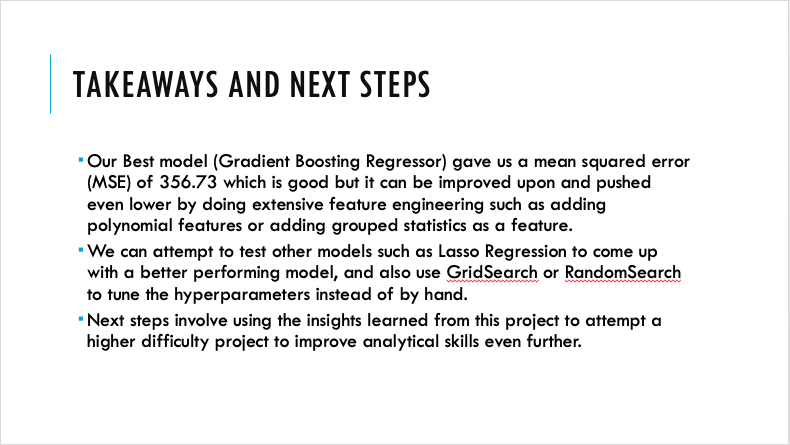 TAKEAWAYS AND NEXT STEPS
Our Best model (Gradient Boosting Regressor) gave us a mean squared error
(MSE) of 356.73 which is good but it can be improved upon and pushed
even lower by doing extensive feature engineering such as adding
polynomial features or adding grouped statistics as a feature.
We can attempt to test other models such as Lasso Regression to come up
with a better performing model, and also use GridSearch or RandomSearch
to tune the hyperparameters instead of by hand.
Next steps involve using the insights learned from this project to attempt a
higher difficulty project to improve analytical skills even further.